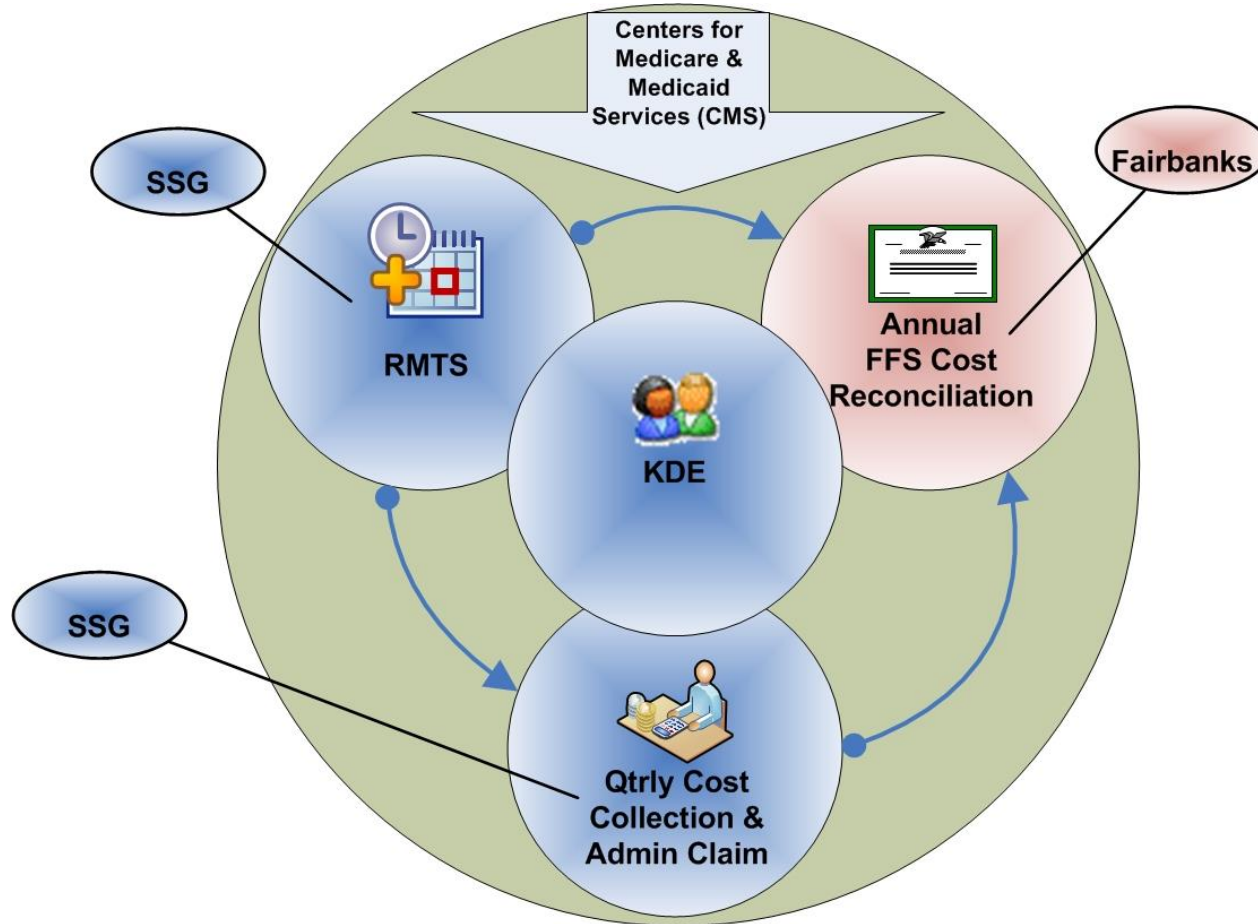 Centers for
Medicare &
Medicaid
Services (CMS)
SSG
Fairbanks
RMTS
Annual
FFS Cost
Reconciliation
KDE
SSG
Qtrly Cost
Collection &
Admin Claim